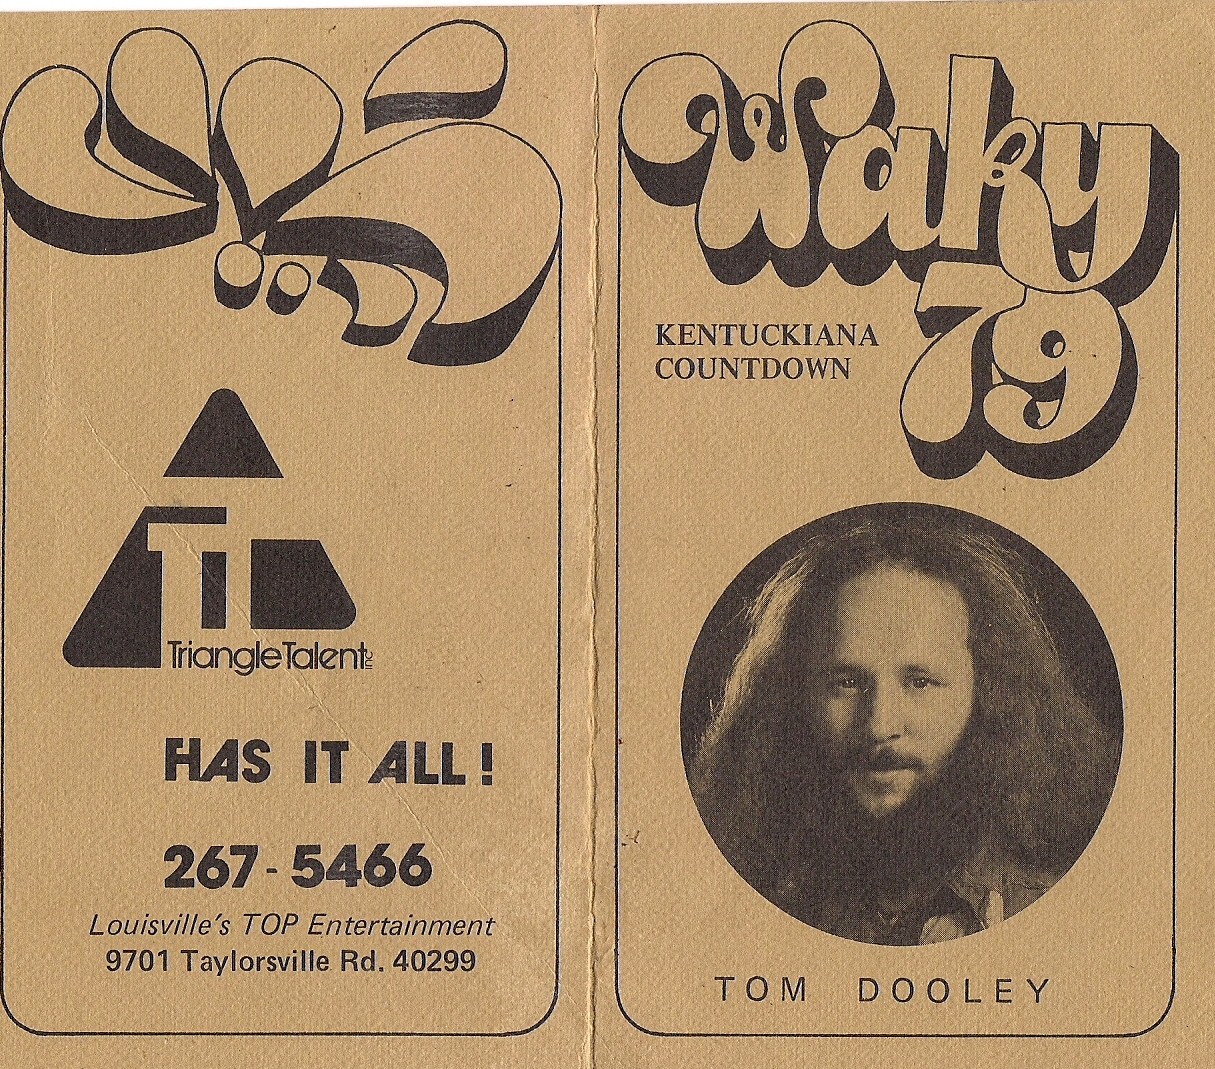 TT
TriangleTalent inc
HAS IT ALL!
267-5466
Louisville's TOP Entertainment
9701 Taylorsville Rd. 40299
Waky
79
KENTUCKIANA
COUNTDOWN
TOM DOOLEY